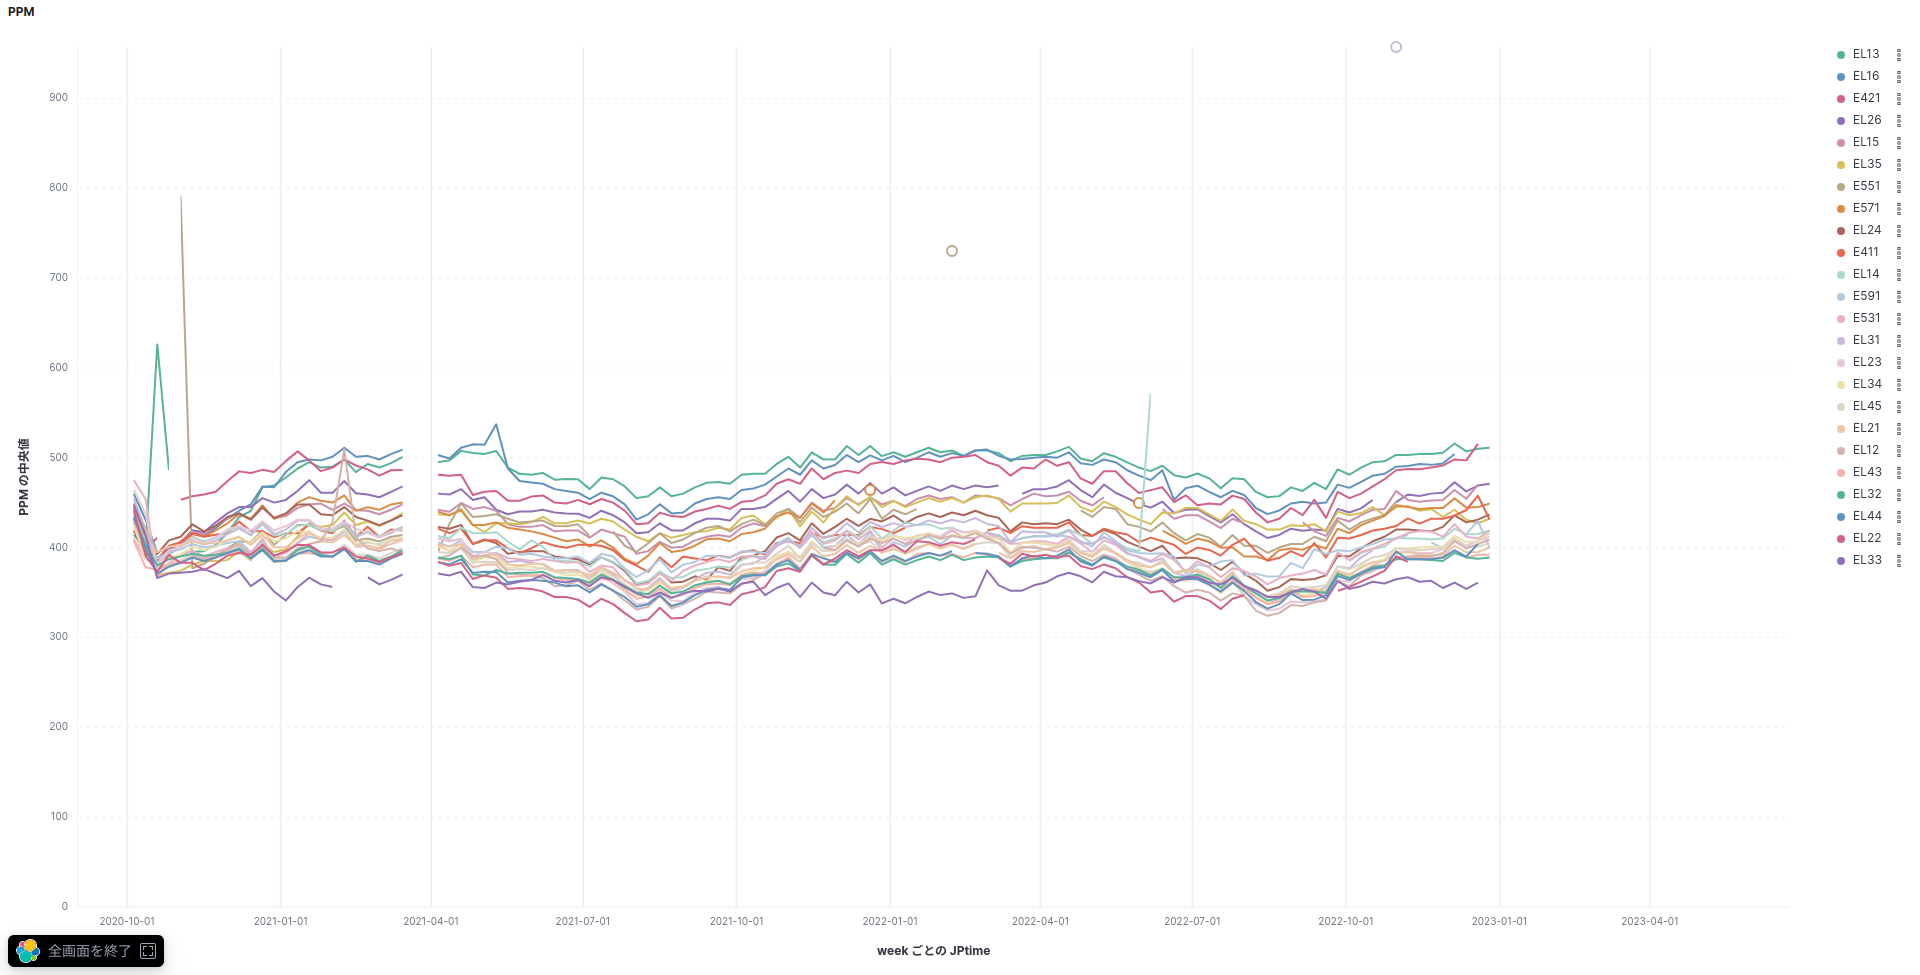 PPM
PPM の中央値
900
800
700
600
500
400
300
200
100
0
2020-10-01
2021-01-01
2021-04-01
2021-07-01
2021-10-01
2022-01-01
2022-04-01
2022-07-01
2022-10-01
2023-01-01
2023-04-01
week ごとの JPtime
EL13
EL16
E421
EL26
EL15
EL35
E551
E571
EL24
E411
EL14
E591
E531
EL31
EL23
EL34
EL45
EL21
EL12
EL43
EL32
EL44
EL22
EL33
全画面を終了